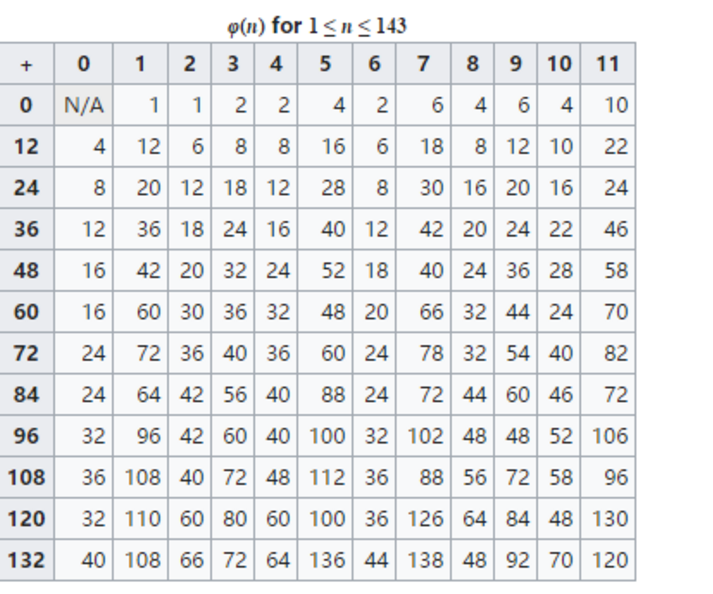 φ(n) for 1 ≤ n ≤ 143
+ 0 1 2 3 4 5 6 7 8 9 10 11
0 N/A 1 1 2 2 4 2 6 4 6 4 10
12 4 12 6 8 8 16 6 18 8 12 10 22
24 8 20 12 18 12 28 8 30 16 20 16 24
36 12 36 18 24 16 40 12 42 20 24 22 46
48 16 42 20 32 24 52 18 40 24 36 28 58
60 16 60 30 36 32 48 20 66 32 44 24 70
72 24 72 36 40 36 60 24 78 32 54 40 82
84 24 64 42 56 40 88 24 72 44 60 46 72
96 32 96 42 60 40 100 32 102 48 48 52 106
108 36 108 40 72 48 112 36 88 56 72 58 96
120 32 110 60 80 60 100 36 126 64 84 48 130
132 40 108 66 72 64 136 44 138 48 92 70 120